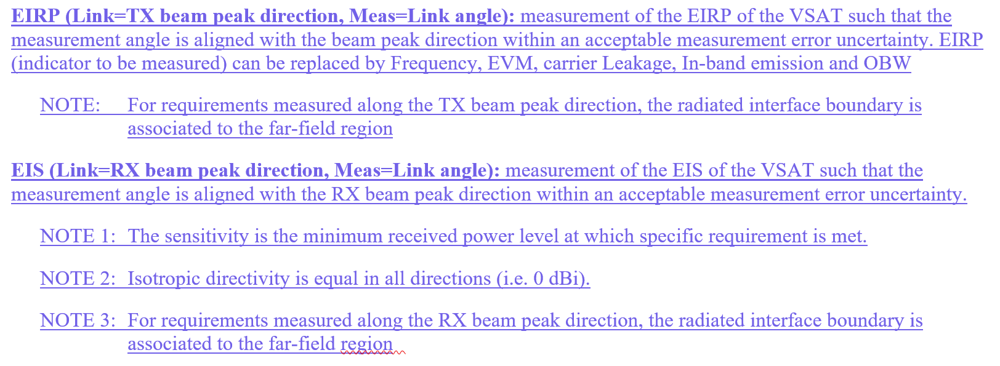 EIRP (Link=TX beam peak direction, Meas=Link angle): measurement of the EIRP of the VSAT such that the
measurement angle is aligned with the beam peak direction within an acceptable measurement error uncertainty. EIRP
(indicator to be measured) can be replaced by Frequency, EVM, carrier Leakage, In-band emission and OBW
NOTE: For requirements measured along the TX beam peak direction, the radiated interface boundary is
associated to the far-field region
EIS (Link=RX beam peak direction, Meas=Link angle): measurement of the EIS of the VSAT such that the
measurement angle is aligned with the RX beam peak direction within an acceptable measurement error uncertainty.
NOTE 1: The sensitivity is the minimum received power level at which specific requirement is met.
NOTE 2: Isotropic directivity is equal in all directions (i.e. 0 dBi).
NOTE 3: For requirements measured along the RX beam peak direction, the radiated interface boundary is
associated to the far-field region